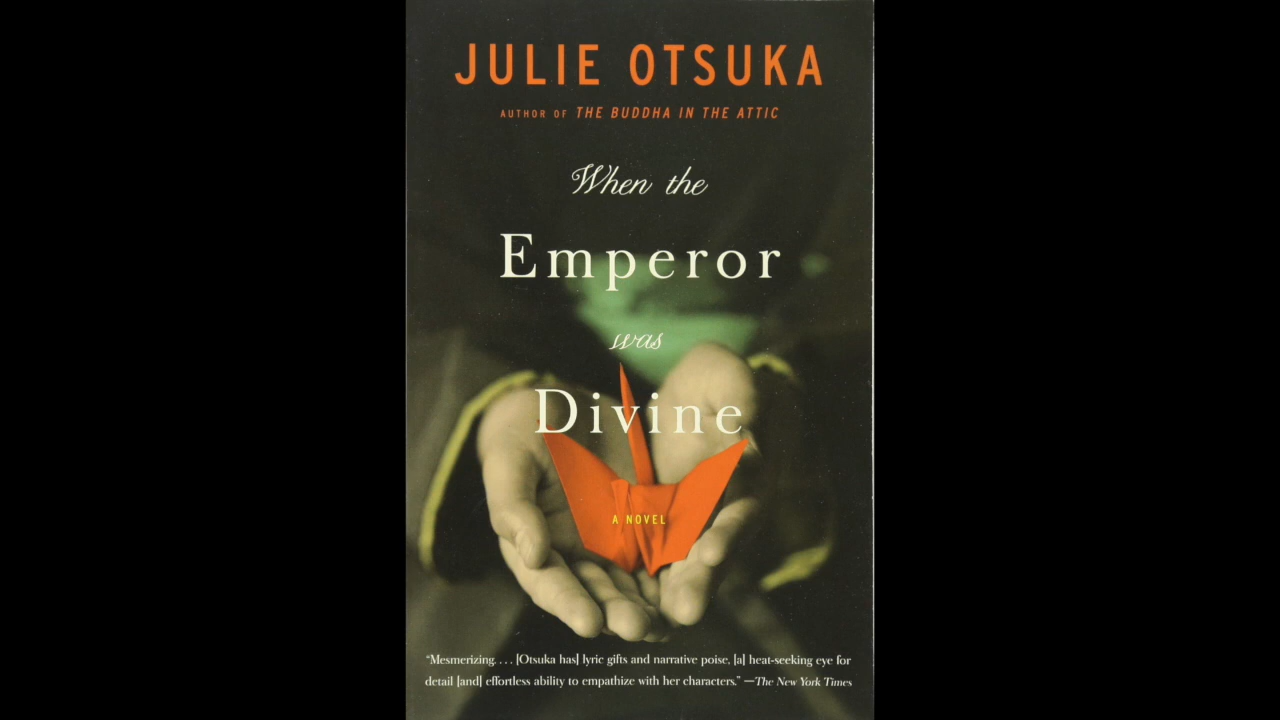 JULIE OTSUKA
AUTHOR OF THE BUDDHA IN THE ATTIC
When the
Emperor
was
Divine
A NOVEL
“Mesmerizing. . . . [Otsuka has] lyric gifts and narrative poise, [a] heat-seeking eye for
detail [and] effortless ability to empathize with her characters.” —The New York Times